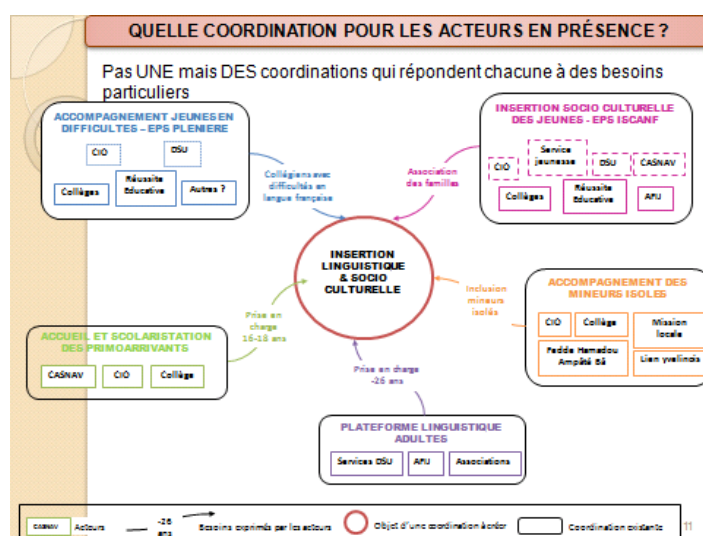 QUELLE COORDINATION POUR LES ACTEURS EN PRÉSENCE ?
Pas UNE mais DES coordinations qui répondent chacune à des besoins
particuliers
ACCOMPAGNEMENT JEUNES EN
DIFFICULTES – EPS PLENIERE
CIO
DSU
Collèges
Réussite
Educative
Autres ?
Collégiens avec
difficultés en
langue française
INSERTION SOCIO CULTURELLE
DES JEUNES - EPS ISCANF
CIO
Service
jeunesse
DSU
CASNAV
Collèges
Réussite
Educative
AFU
Association
des familles
INSERTION
LINGUISTIQUE
& SOCIO
CULTURELLE
Prise en
charge
16-18 ans
ACCUEIL ET SCOLARISTATION
DES PRIMOARRIVANTS
CASNAV
CIO
Collège
Inclusion
mineurs
isolés
ACCOMPAGNEMENT DES
MINEURS ISOLES
CIO
Collège
Mission
locale
Fedde Hamadou
Ampâté Bâ
Lien yvelinois
Prise en charge
-26 ans
PLATEFORME LINGUISTIQUE
ADULTES
Services DSU
AFU
Associations
CASNAV
Acteurs
-26
ans
Besoins exprimés par les acteurs
Objet d'une coordination à créer
Coordination existante
11